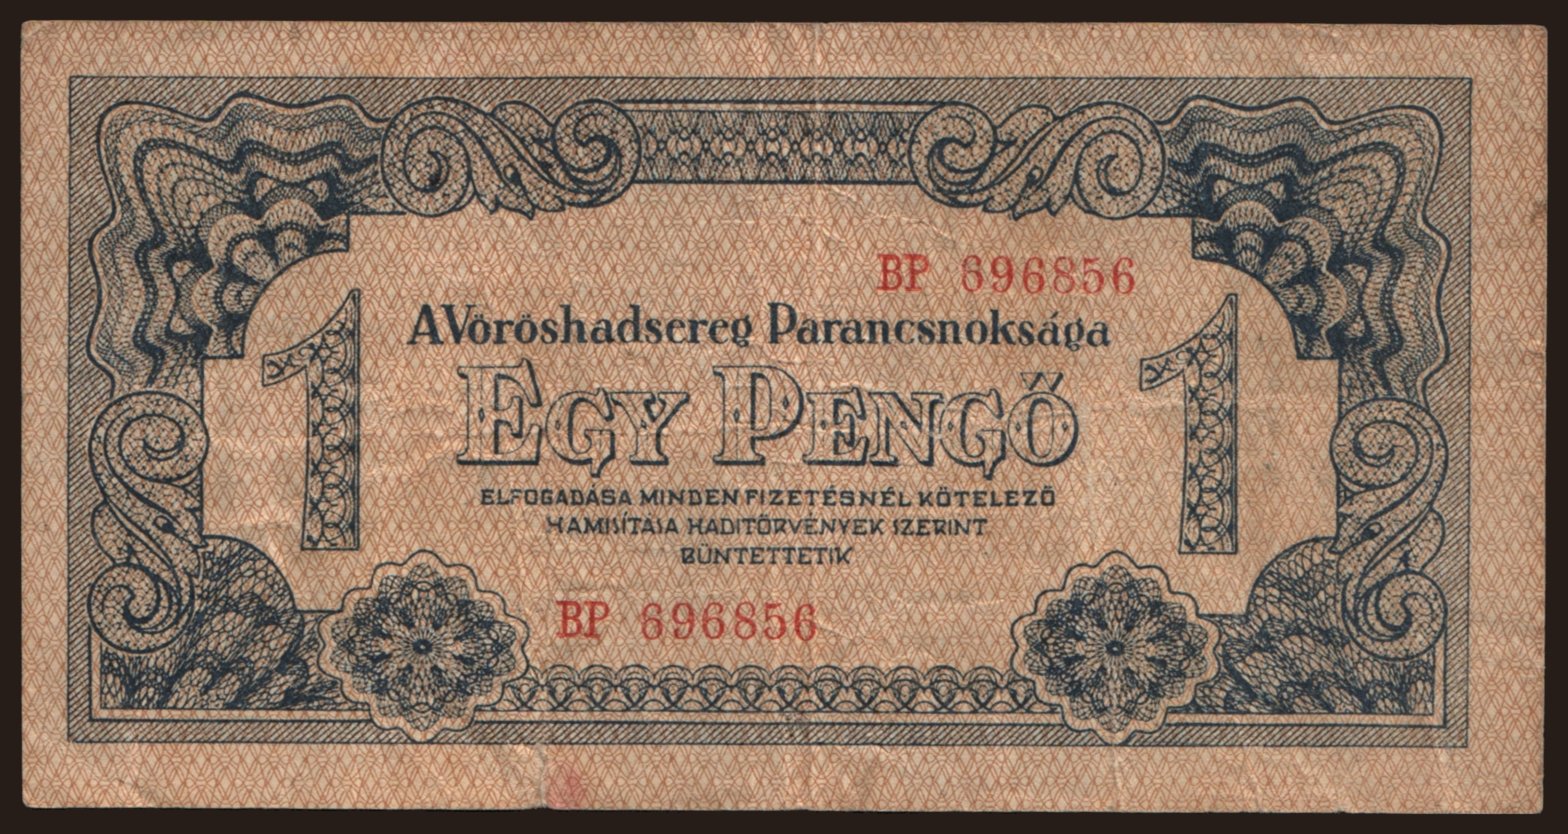 BP 696856
A Vöröshadsereg Parancsnoksága
1 EGY PENGŐ 1
ELFOGADÁSA MINDEN FIZETÉSNÉL KÖTELEZŐ
HAMISÍTÁSA HADITÖRVÉNYEK SZERINT
BÜNTETTETIK
BP 696856